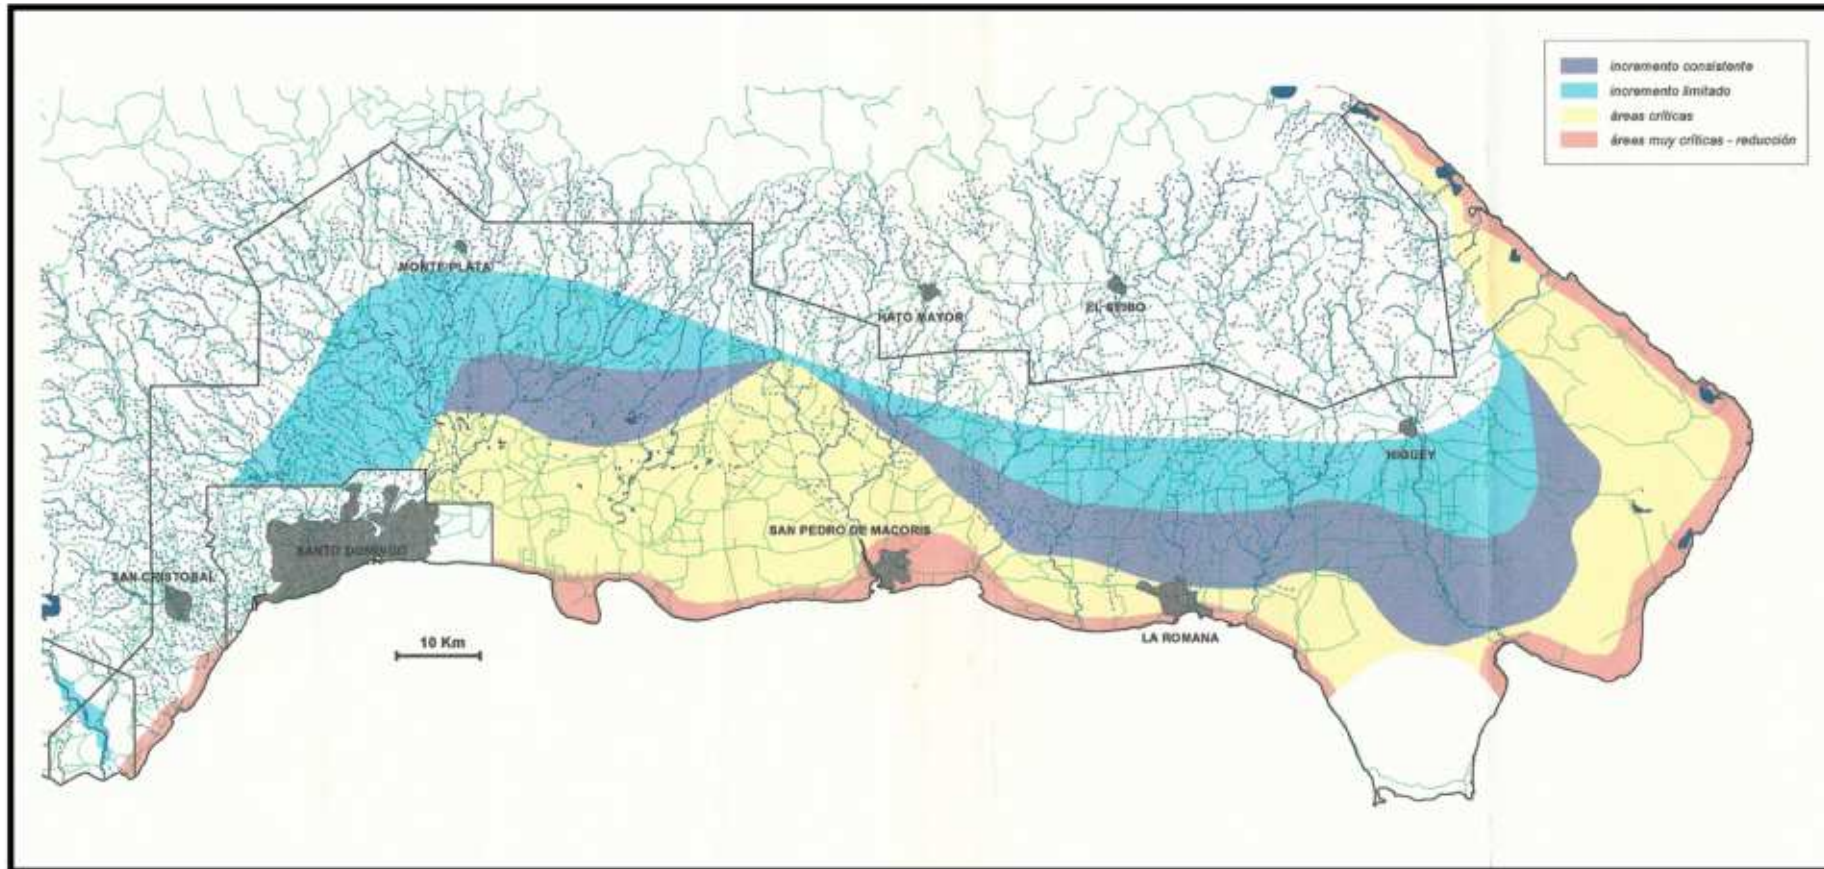 incremento consistente
incremento limitado
áreas críticas
áreas muy críticas - reducción
MONTE PLATA
HATO MAYOR
EL SEIBO
HIGUEY
SAN PEDRO DE MACORIS
SANTO DOMINGO
SAN CRISTOBAL
LA ROMANA
10 Km